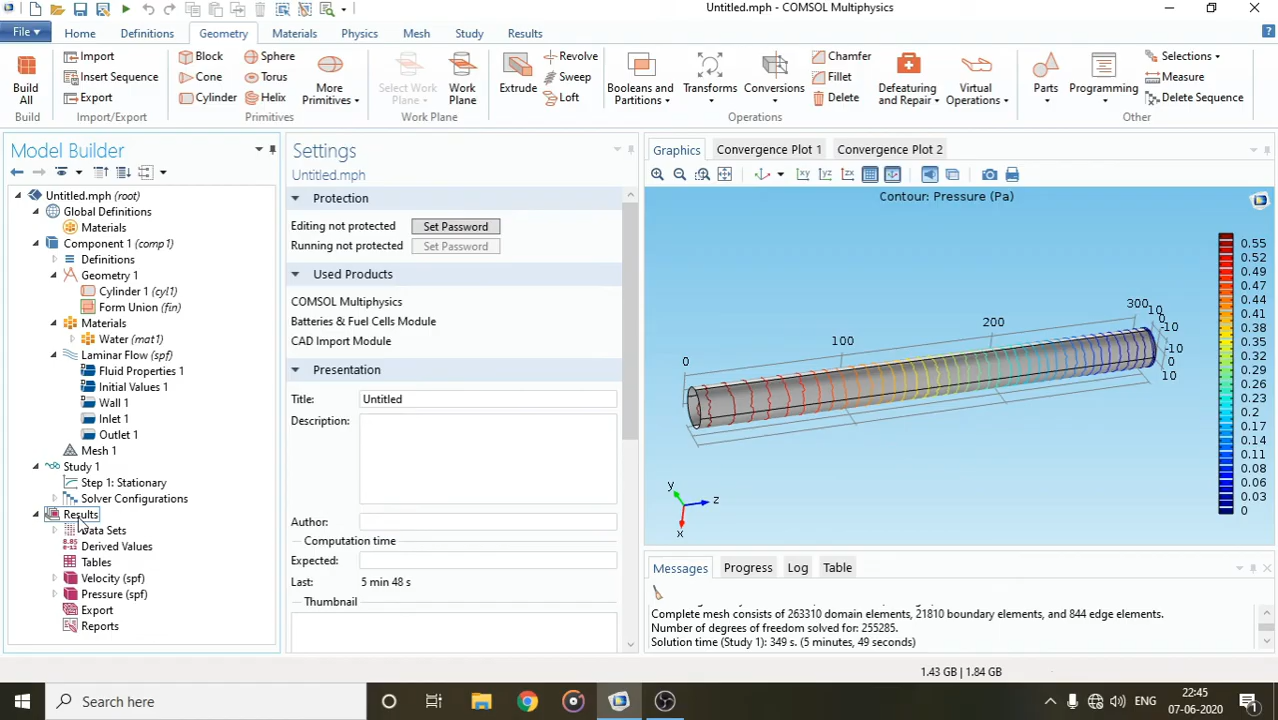 Untitled.mph - COMSOL Multiphysics
File
Home
Definitions
Geometry
Materials
Physics
Mesh
Study
Results
Build All
Build
Import
Insert Sequence
Export
Import/Export
Block
Cone
Cylinder
Sphere
Torus
Helix
More Primitives
Primitives
Select Work Plane
Work Plane
Work Plane
Extrude
Revolve
Sweep
Loft
Booleans and Partitions
Transforms
Conversions
Chamfer
Fillet
Delete
Defeaturing and Repair
Virtual Operations
Operations
Parts
Programming
Selections
Measure
Delete Sequence
Other
Model Builder
Untitled.mph (root)
Global Definitions
Materials
Component 1 (comp1)
Definitions
Geometry 1
Cylinder 1 (cyl1)
Form Union (fin)
Materials
Water (mat1)
Laminar Flow (spf)
Fluid Properties 1
Initial Values 1
Wall 1
Inlet 1
Outlet 1
Mesh 1
Study 1
Step 1: Stationary
Solver Configurations
Results
Data Sets
8.85
e-12
Derived Values
Tables
Velocity (spf)
Pressure (spf)
Export
Reports
Settings
Untitled.mph
Protection
Editing not protected
Set Password
Running not protected
Set Password
Used Products
COMSOL Multiphysics
Batteries & Fuel Cells Module
CAD Import Module
Presentation
Title:
Untitled
Description:
Author:
Computation time
Expected:
Last:
5 min 48 s
Thumbnail
Graphics
Convergence Plot 1
Convergence Plot 2
xy
yz
zx
Contour: Pressure (Pa)
0
100
200
300
10
0
-10
-10
0
10
y
z
x
0.55
0.52
0.49
0.47
0.44
0.41
0.38
0.35
0.32
0.29
0.26
0.23
0.2
0.17
0.14
0.11
0.08
0.06
0.03
0
Messages
Progress
Log
Table
Complete mesh consists of 263310 domain elements, 21810 boundary elements, and 844 edge elements.
Number of degrees of freedom solved for: 255285.
Solution time (Study 1): 349 s. (5 minutes, 49 seconds)
1.43 GB | 1.84 GB
Search here
ENG
22:45
07-06-2020
1